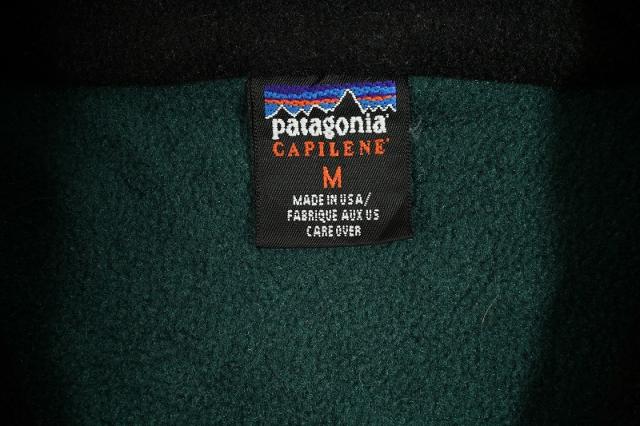 patagonia®
CAPILENE®
M
MADE IN USA/
FABRIQUE AUX US
CARE OVER